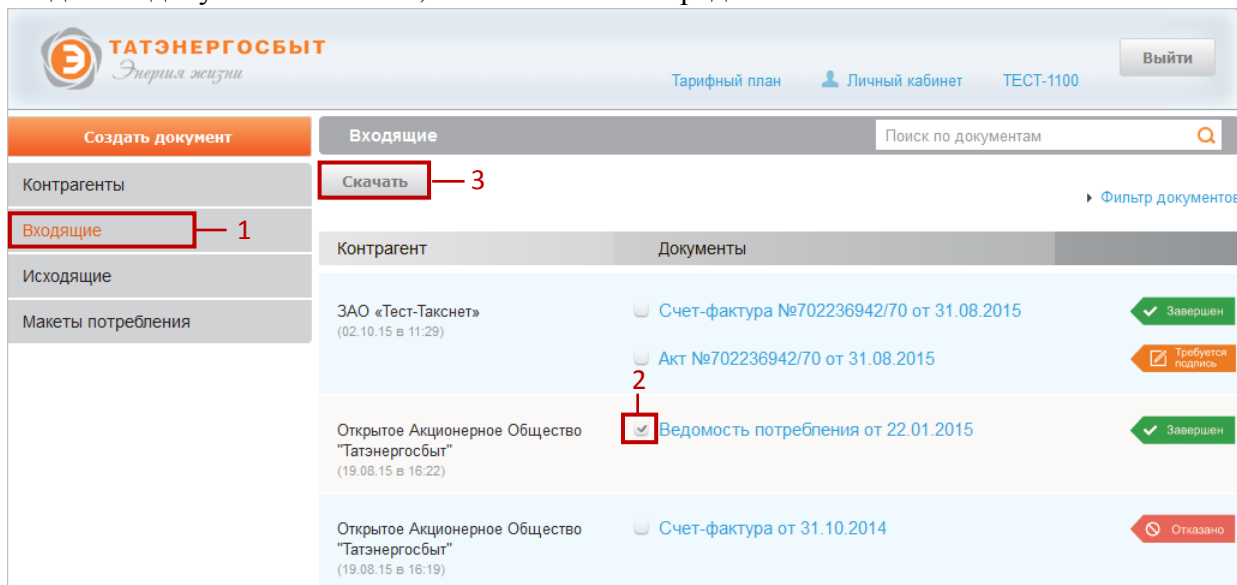 ТАТЭНЕРГОСБЫТ
Энергия жизни
Тарифный план
Личный кабинет
ТЕСТ-1100
Выйти
Создать документ
Контрагенты
Входящие
1
Исходящие
Макеты потребления
Входящие
Поиск по документам
Скачать
3
Фильтр документов
Контрагент
Документы
ЗАО «Тест-Такснет»
(02.10.15 в 11:29)
Счет-фактура №702236942/70 от 31.08.2015
Завершен
Акт №702236942/70 от 31.08.2015
Требуется
подпись
2
Открытое Акционерное Общество
"Татэнергосбыт"
(19.08.15 в 16:22)
Ведомость потребления от 22.01.2015
Завершен
Открытое Акционерное Общество
"Татэнергосбыт"
(19.08.15 в 16:19)
Счет-фактура от 31.10.2014
Отказано